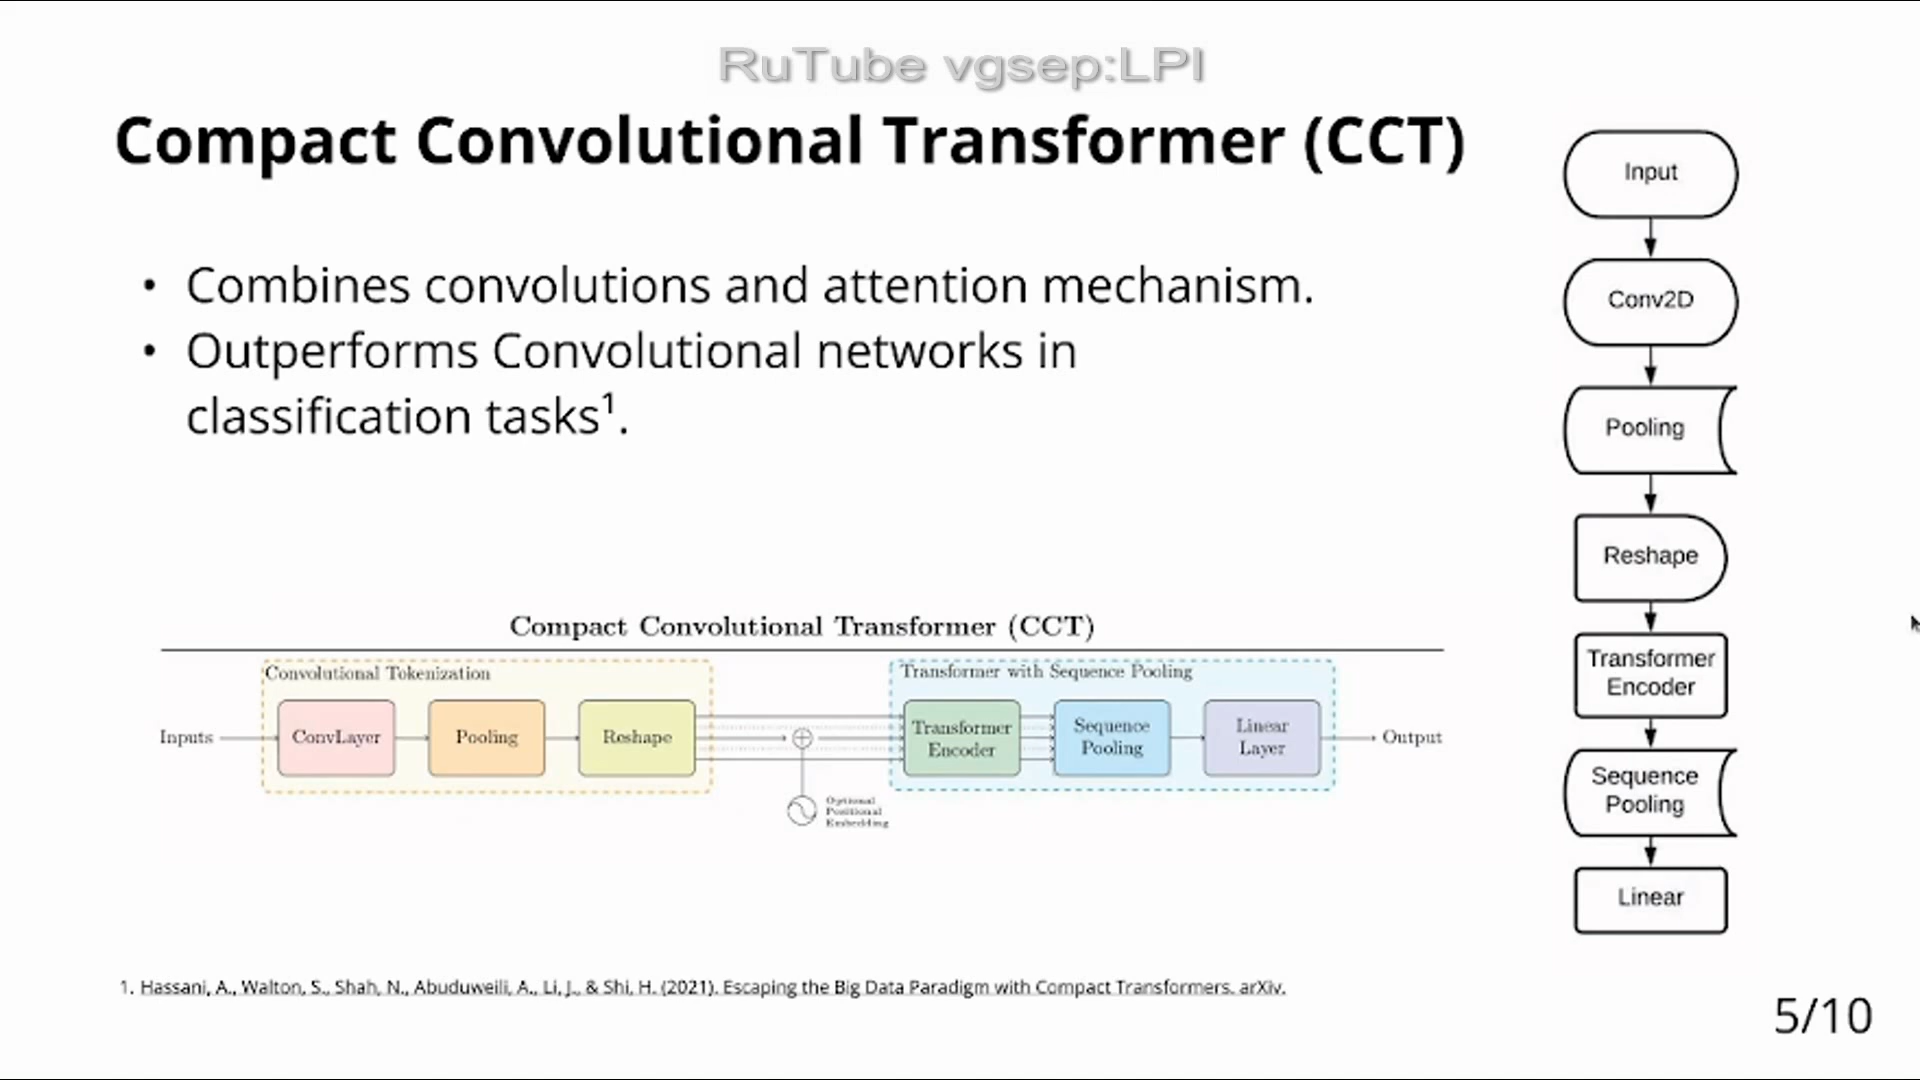 RuTube vgsep:LPI
Compact Convolutional Transformer (CCT)
• Combines convolutions and attention mechanism.
• Outperforms Convolutional networks in
classification tasks¹.
Compact Convolutional Transformer (CCT)
Convolutional Tokenization
Transformer with Sequence Pooling
Inputs
ConvLayer
Pooling
Reshape
Transformer
Encoder
Sequence
Pooling
Linear
Layer
Output
Optional
Positional
Embedding
Input
Conv2D
Pooling
Reshape
Transformer
Encoder
Sequence
Pooling
Linear
1. Hassani, A., Walton, S., Shah, N., Abuduweili, A., Li, J., & Shi, H. (2021). Escaping the Big Data Paradigm with Compact Transformers. arXiv.
5/10